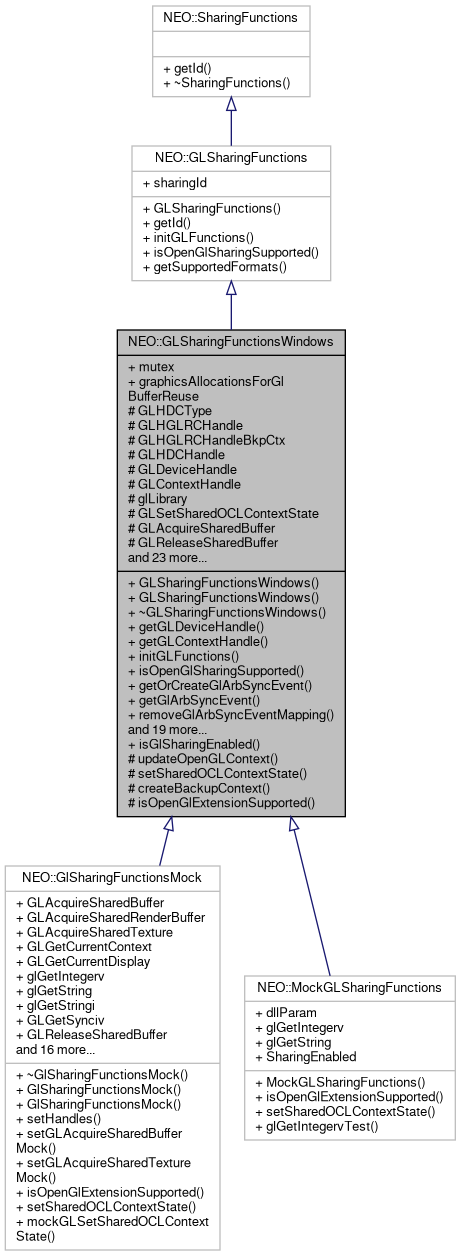 NEO::SharingFunctions
+ getId()
+ ~SharingFunctions()
NEO::GLSharingFunctions
+ sharingId
+ GLSharingFunctions()
+ getId()
+ initGLFunctions()
+ isOpenGlSharingSupported()
+ getSupportedFormats()
NEO::GLSharingFunctionsWindows
+ mutex
+ graphicsAllocationsForGl
BufferReuse
# GLHDCType
# GLHGLRCHandle
# GLHGLRCHandleBkpCtx
# GLHDCHandle
# GLDeviceHandle
# GLContextHandle
# glLibrary
# GLSetSharedOCLContextState
# GLAcquireSharedBuffer
# GLReleaseSharedBuffer
and 23 more...
+ GLSharingFunctionsWindows()
+ GLSharingFunctionsWindows()
+ ~GLSharingFunctionsWindows()
+ getGLDeviceHandle()
+ getGLContextHandle()
+ initGLFunctions()
+ isOpenGlSharingSupported()
+ getOrCreateGlArbSyncEvent()
+ getGlArbSyncEvent()
+ removeGlArbSyncEventMapping()
and 19 more...
+ isGlSharingEnabled()
# updateOpenGLContext()
# setSharedOCLContextState()
# createBackupContext()
# isOpenGlExtensionSupported()
NEO::GlSharingFunctionsMock
+ GLAcquireSharedBuffer
+ GLAcquireSharedRenderBuffer
+ GLAcquireSharedTexture
+ GLGetCurrentContext
+ GLGetCurrentDisplay
+ glGetIntegerv
+ glGetString
+ glGetStringi
+ GLGetSynciv
+ GLReleaseSharedBuffer
and 16 more...
+ ~GlSharingFunctionsMock()
+ GlSharingFunctionsMock()
+ GlSharingFunctionsMock()
+ setHandles()
+ setGLAcquireSharedBuffer
Mock()
+ setGLAcquireSharedTexture
Mock()
+ isOpenGlExtensionSupported()
+ setSharedOCLContextState()
+ mockGLSetSharedOCLContext
State()
NEO::MockGLSharingFunctions
+ dllParam
+ glGetIntegerv
+ glGetString
+ SharingEnabled
+ MockGLSharingFunctions()
+ isOpenGlExtensionSupported()
+ setSharedOCLContextState()
+ glGetIntegervTest()